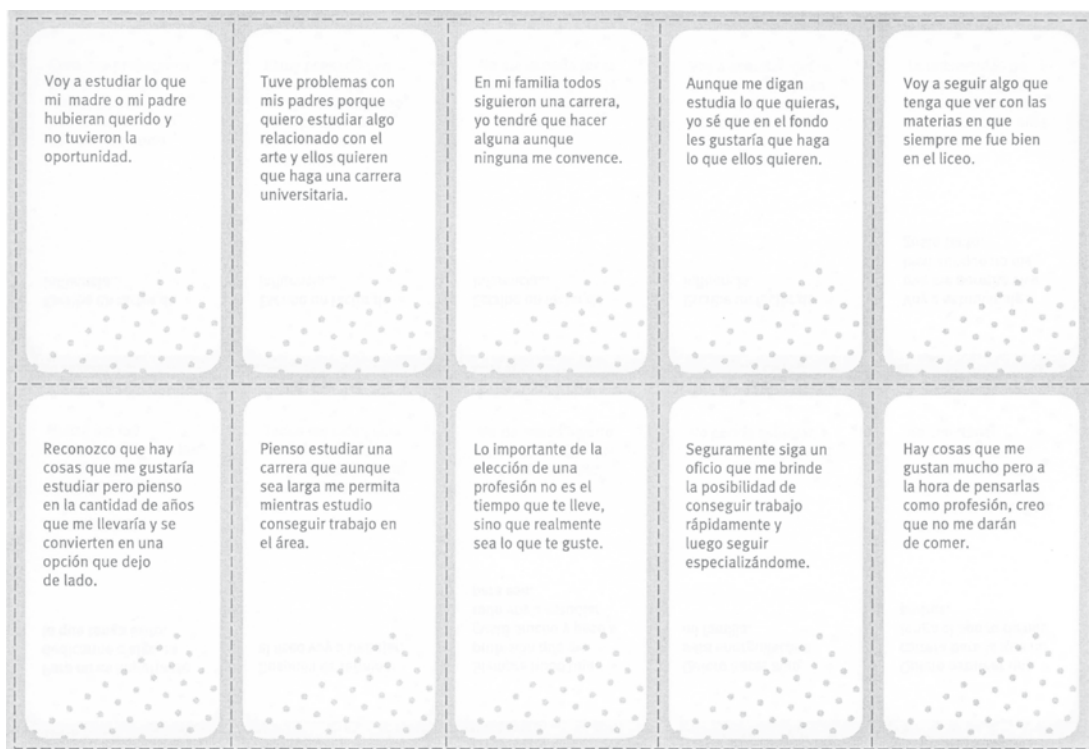 Voy a estudiar lo que
mi madre o mi padre
hubieran querido y
no tuvieron la
oportunidad.
Tuve problemas con
mis padres porque
quiero estudiar algo
relacionado con el
arte y ellos quieren
que haga una carrera
universitaria.
En mi familia todos
siguieron una carrera,
yo tendré que hacer
alguna aunque
ninguna me convence.
Aunque me digan
estudia lo que quieras,
yo sé que en el fondo
les gustaría que haga
lo que ellos quieren.
Voy a seguir algo que
tenga que ver con las
materias en que
siempre me fue bien
en el liceo.
Reconozco que hay
cosas que me gustaría
estudiar pero pienso
en la cantidad de años
que me llevaría y se
convierten en una
opción que dejo
de lado.
Pienso estudiar una
carrera que aunque
sea larga me permita
mientras estudio
conseguir trabajo en
el área.
Lo importante de la
elección de una
profesión no es el
tiempo que te lleve,
sino que realmente
sea lo que te guste.
Seguramente siga un
oficio que me brinde
la posibilidad de
conseguir trabajo
rápidamente y
luego seguir
especializándome.
Hay cosas que me
gustan mucho pero a
la hora de pensarlas
como profesión, creo
que no me darán
de comer.